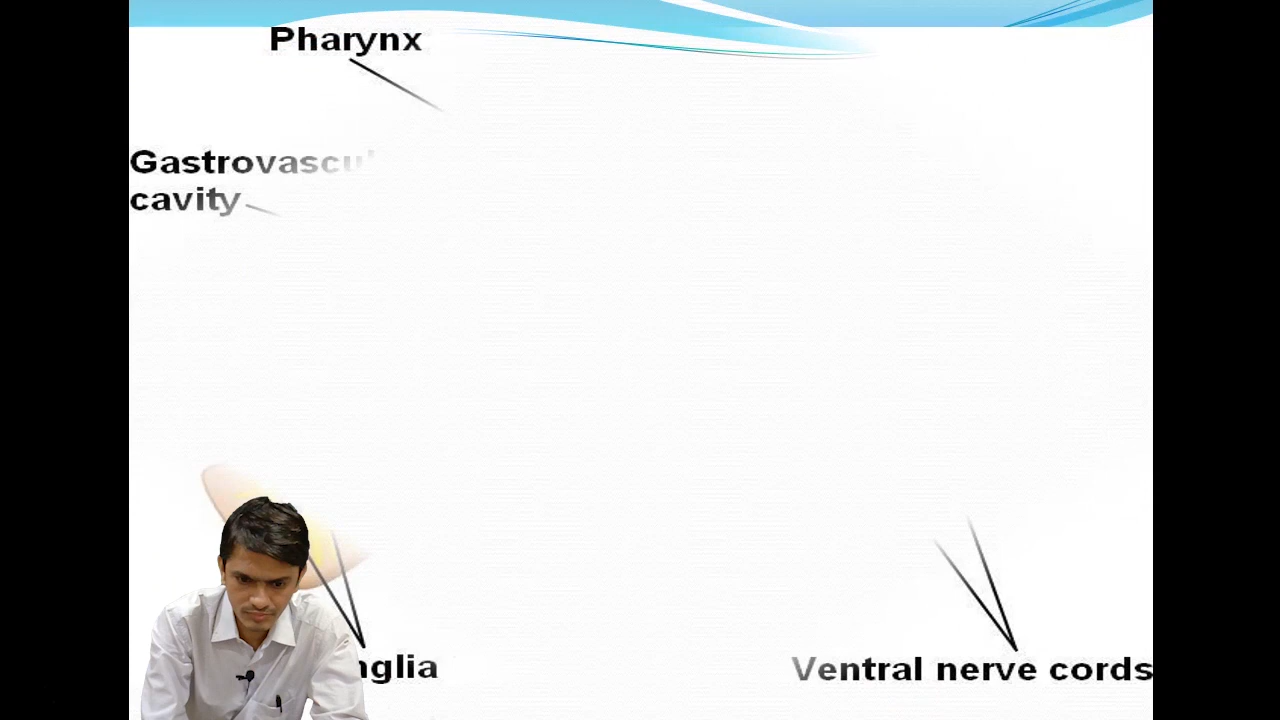 Pharynx
Gastrovascu
cavity
nglia
Ventral nerve cords